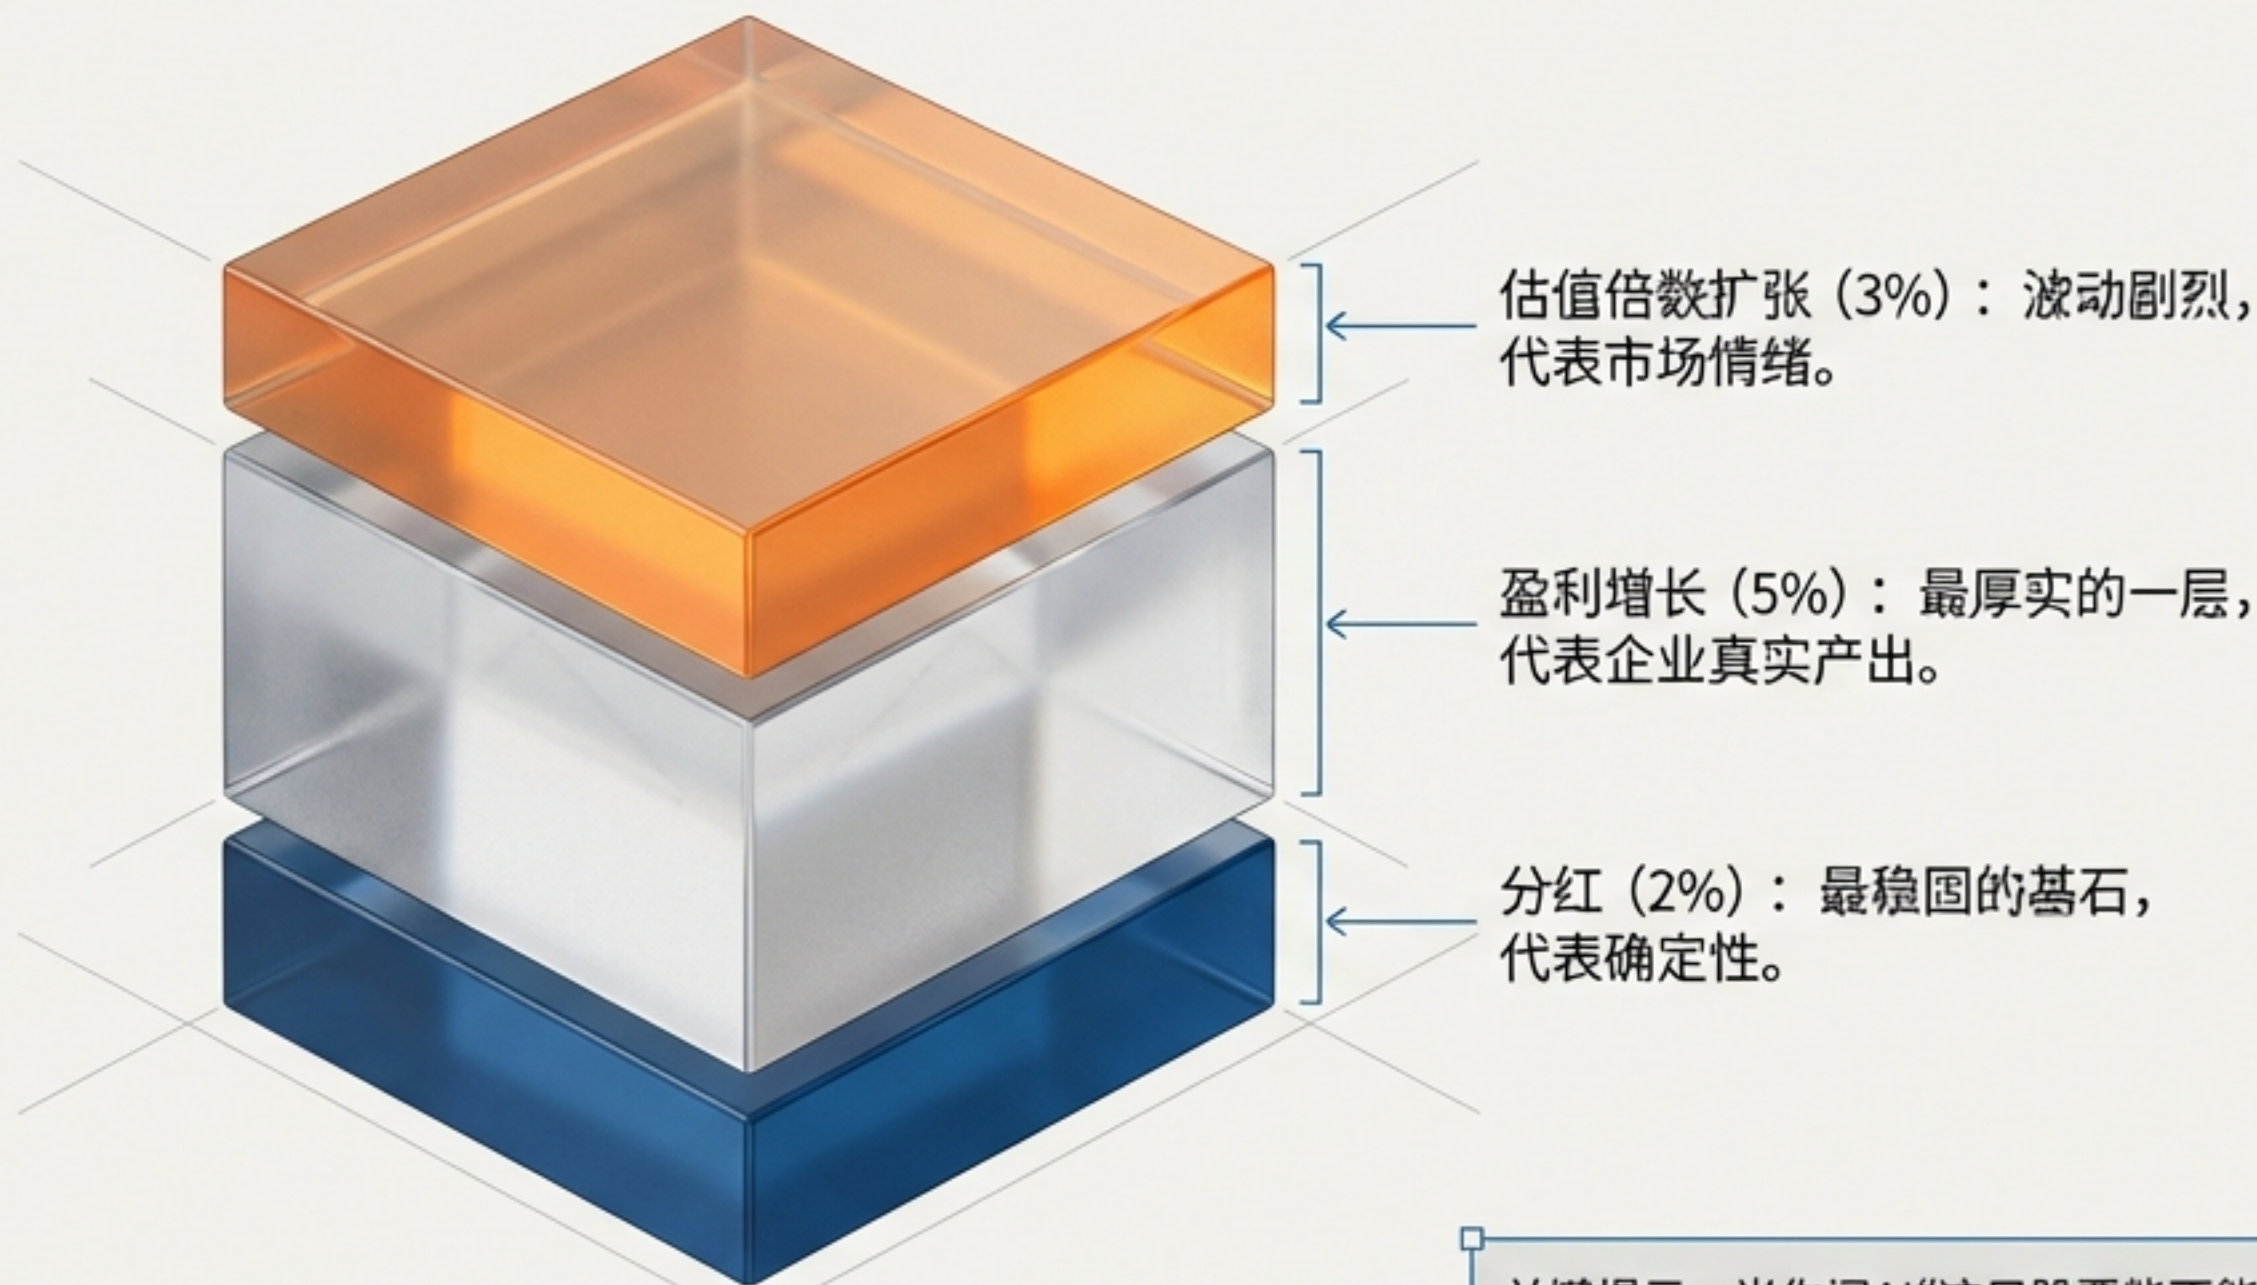 估值倍数扩张（3%）：波动剧烈，
代表市场情绪。
盈利增长（5%）：最厚实的一层，
代表企业真实产出。
分红（2%）：最稳固的基石，
代表确定性。